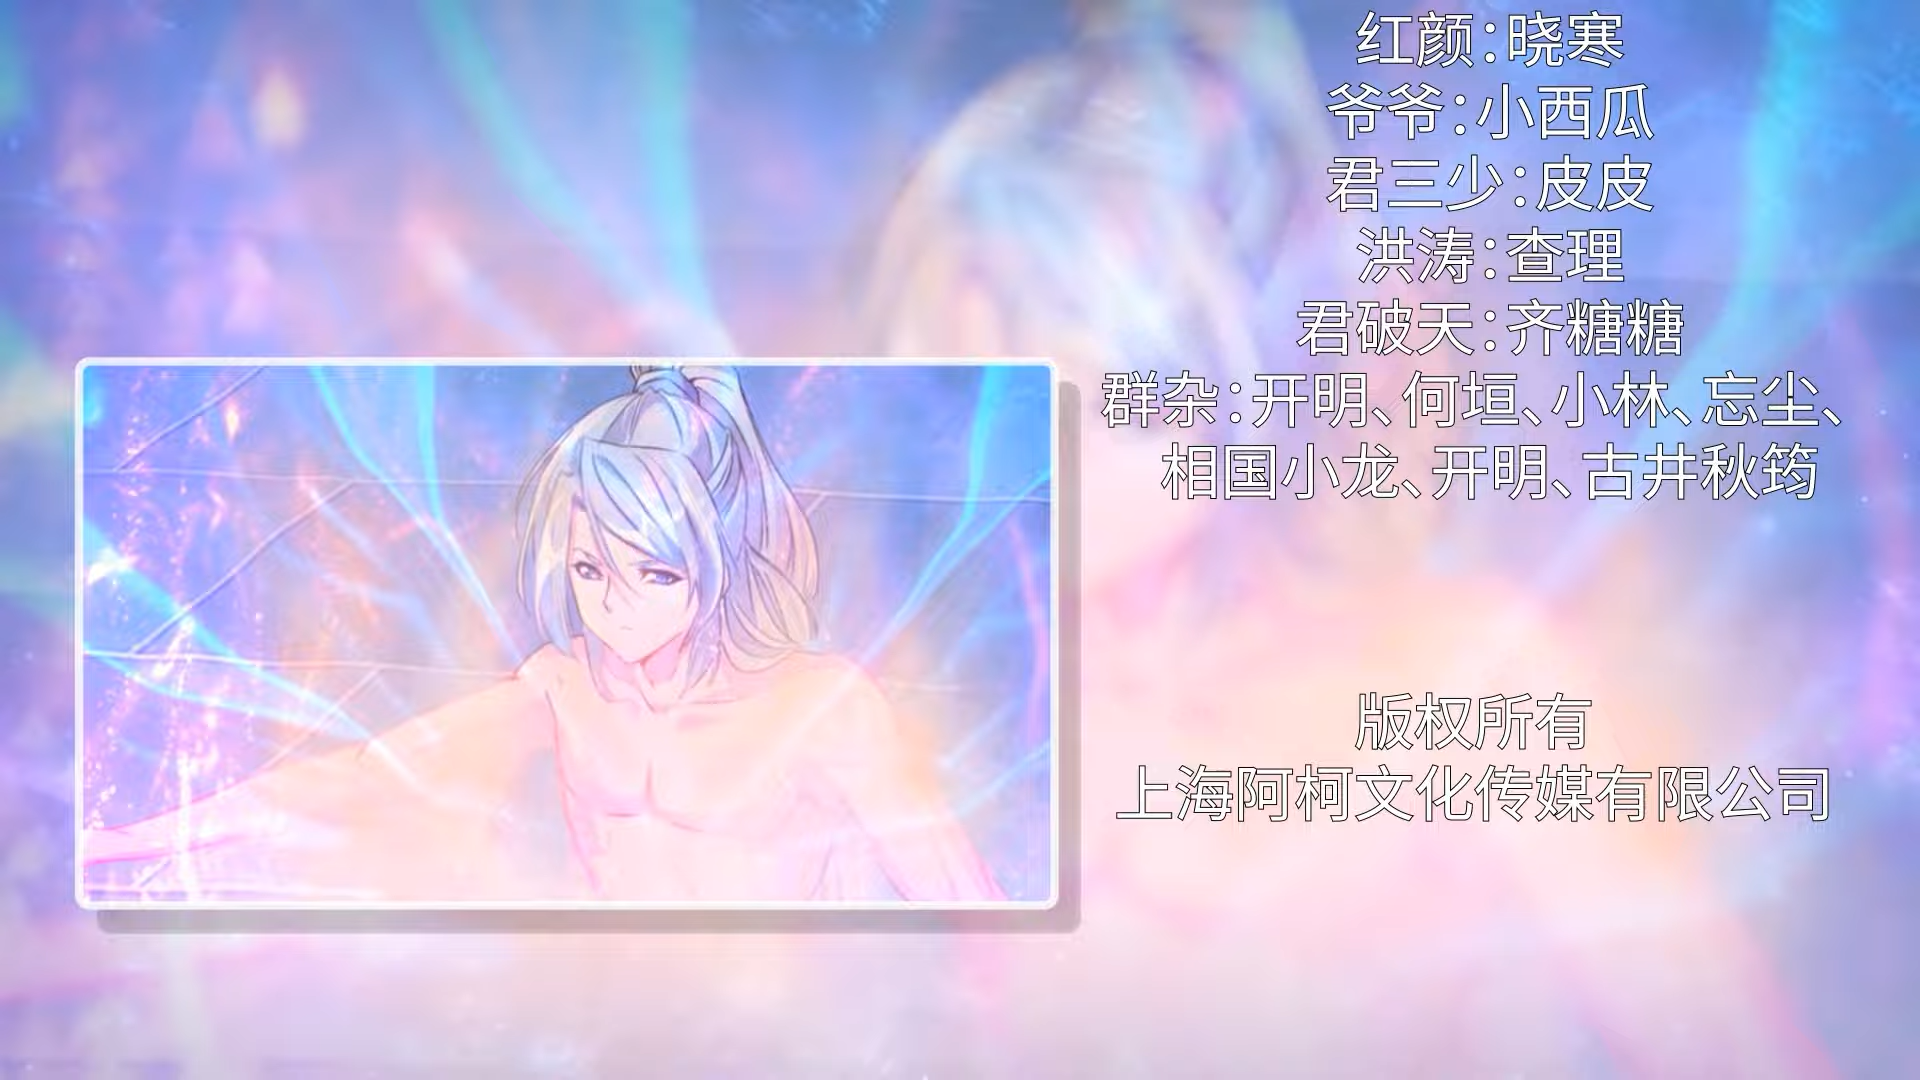 红颜：晓寒
爷爷：小西瓜
君三少：皮皮
洪涛：查理
君破天：齐糖糖
群杂：开明、何垣、小林、忘尘、
相国小龙、开明、古井秋筠
版权所有
上海阿柯文化传媒有限公司